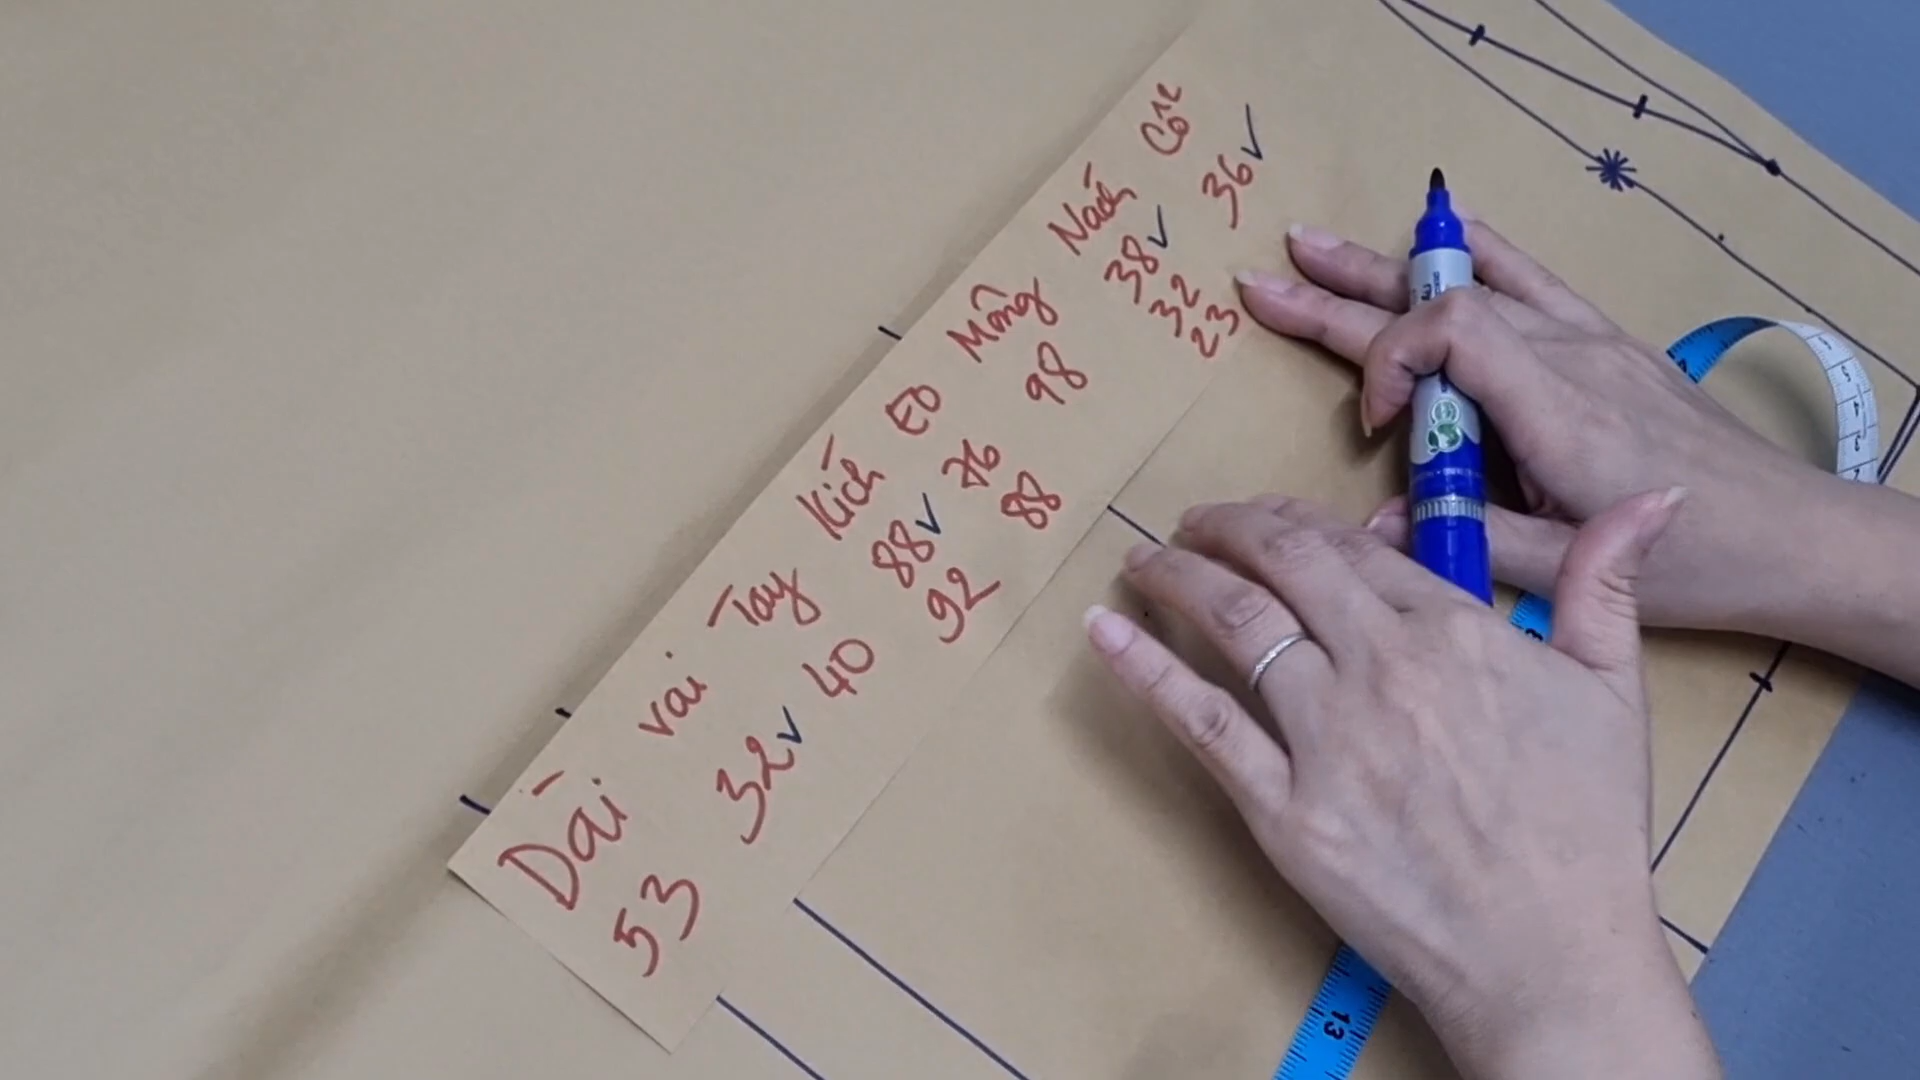 Dài vai Tay Kích Eo Mông Nách Cổ
53 32✓ 40 88✓ 76 98 38✓ 36✓
92 88 32
23
13